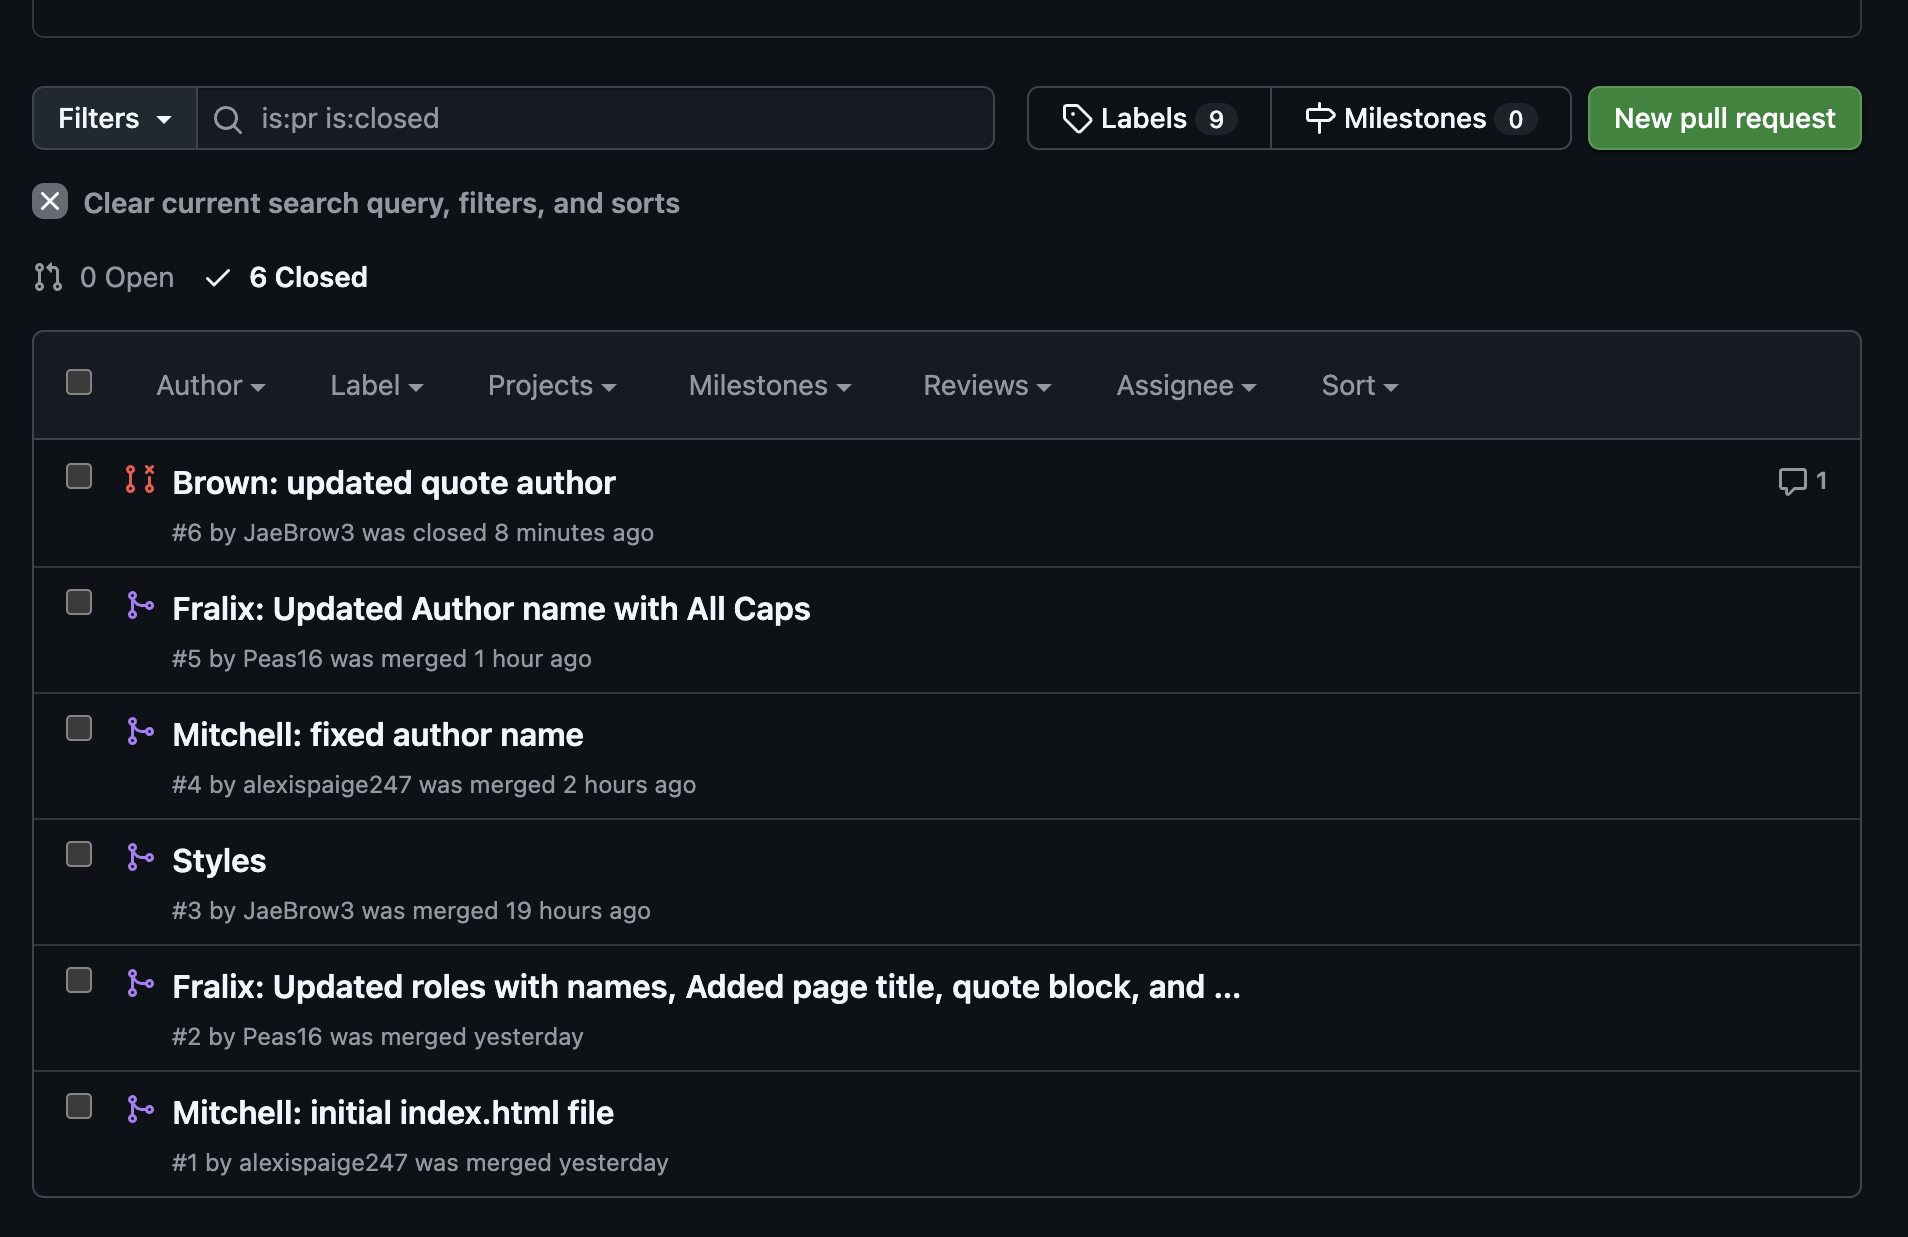 Filters is:pr is:closed Labels 9 Milestones 0 New pull request
Clear current search query, filters, and sorts
0 Open 6 Closed
Author Label Projects Milestones Reviews Assignee Sort
Brown: updated quote author 1
#6 by JaeBrow3 was closed 8 minutes ago
Fralix: Updated Author name with All Caps
#5 by Peas16 was merged 1 hour ago
Mitchell: fixed author name
#4 by alexispaige247 was merged 2 hours ago
Styles
#3 by JaeBrow3 was merged 19 hours ago
Fralix: Updated roles with names, Added page title, quote block, and ...
#2 by Peas16 was merged yesterday
Mitchell: initial index.html file
#1 by alexispaige247 was merged yesterday